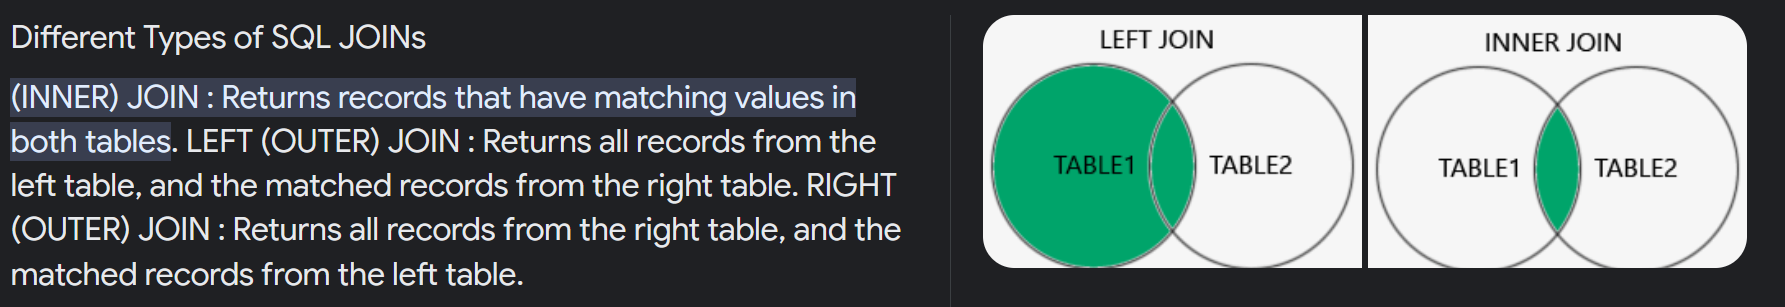 Different Types of SQL JOINs
(INNER) JOIN : Returns records that have matching values in
both tables. LEFT (OUTER) JOIN : Returns all records from the
left table, and the matched records from the right table. RIGHT
(OUTER) JOIN : Returns all records from the right table, and the
matched records from the left table.
LEFT JOIN
TABLE1 TABLE2
INNER JOIN
TABLE1 TABLE2